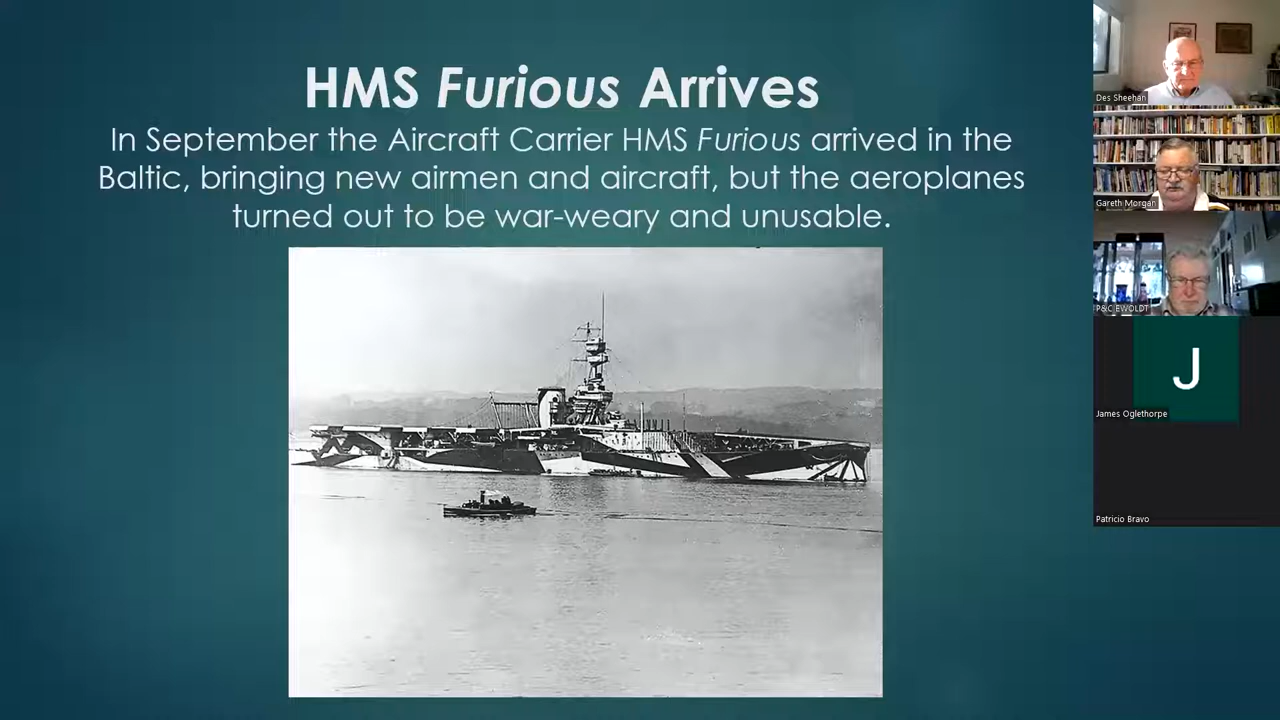 HMS Furious Arrives
In September the Aircraft Carrier HMS Furious arrived in the
Baltic, bringing new airmen and aircraft, but the aeroplanes
turned out to be war-weary and unusable.
Des Sheehan
Gareth Morgan
P&C EWOLDT
J
James Oglethorpe
Patricio Bravo